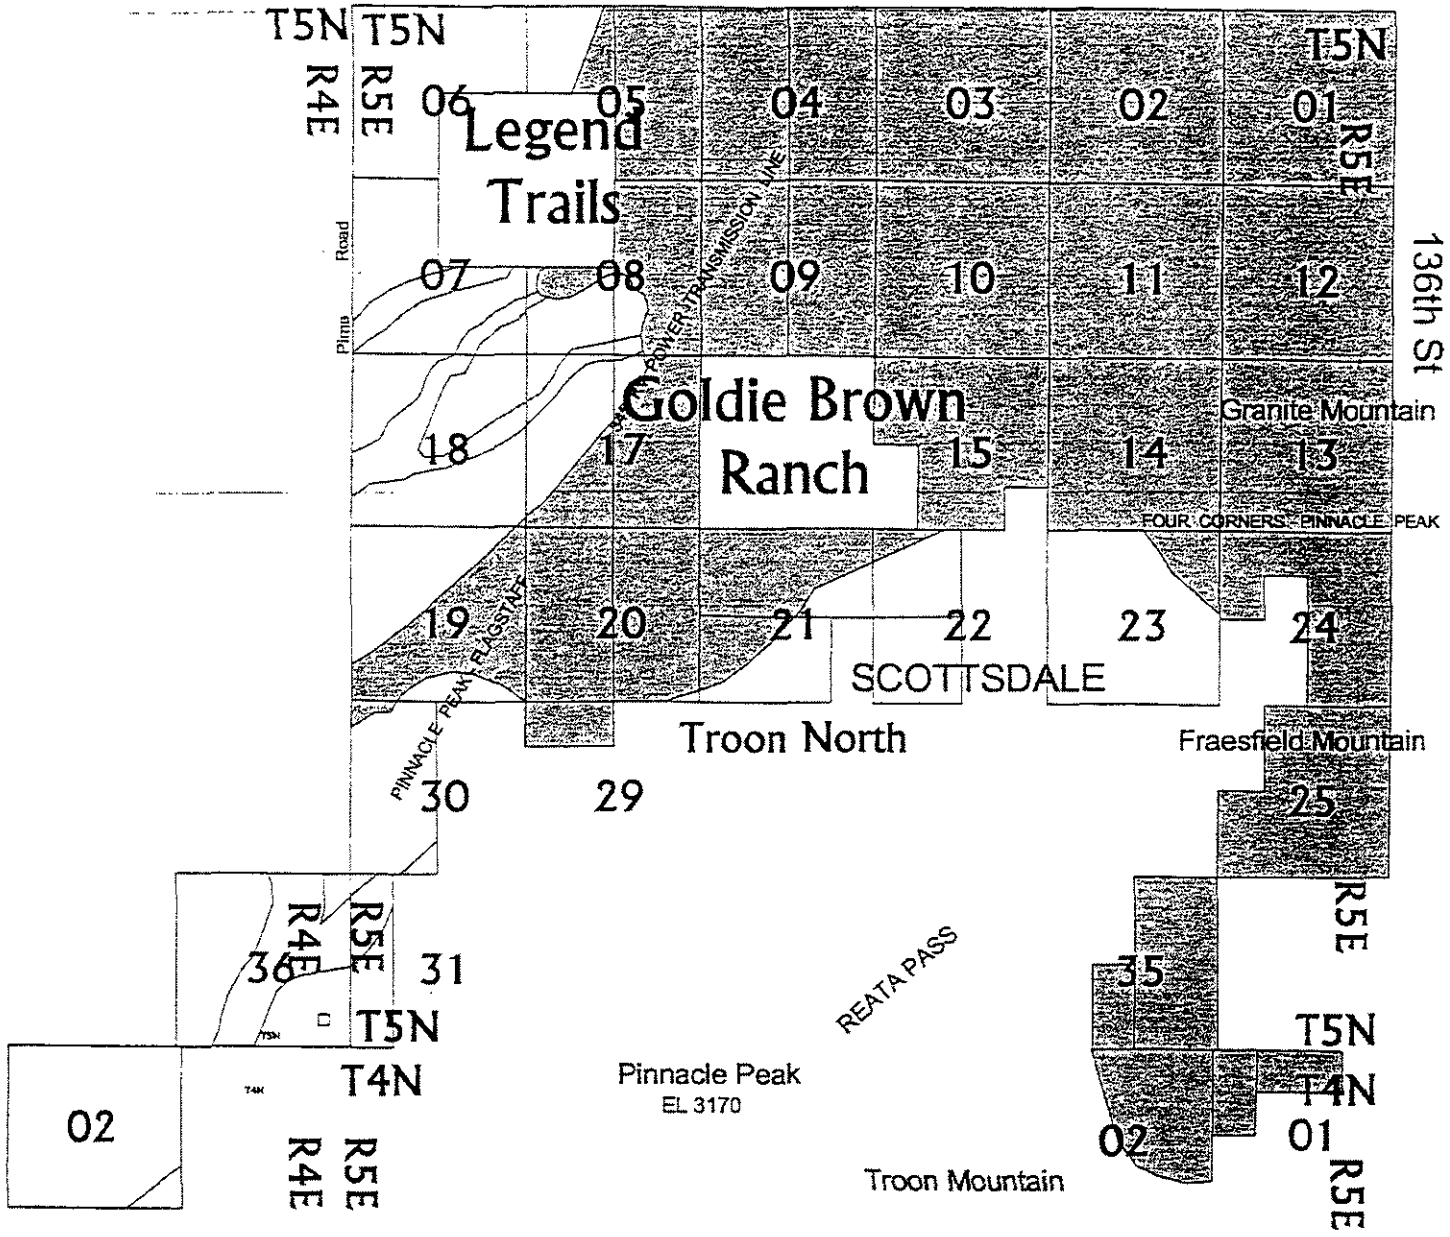 T5N T5N T5N
R4E R5E
06 05 04 03 02 01
R5E
Legend
Trails
Pima Road
07 08 09 10 11 12
136th St
POWER TRANSMISSION LINE
Goldie Brown
Ranch
Granite Mountain
18 17 15 14 13
FOUR CORNERS - PINNACLE PEAK
19 20 21 22 23 24
PINNACLE PEAK - FLAGSTAFF
SCOTTSDALE
Troon North
Fraesfield Mountain
30 29 25
R4E R5E
R5E
36 31 35
REATA PASS
T5N
T5N
T5N
T4N
T4N
T4N
Pinnacle Peak
EL 3170
02 02 01
R4E R5E
Troon Mountain
R5E